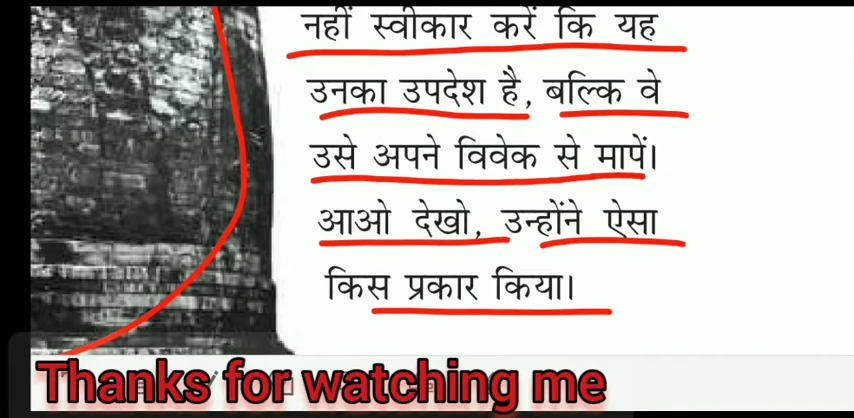 नहीं स्वीकार करें कि यह
उनका उपदेश है, बल्कि वे
उसे अपने विवेक से मापें।
आओ देखो, उन्होंने ऐसा
किस प्रकार किया।
Thanks for watching me